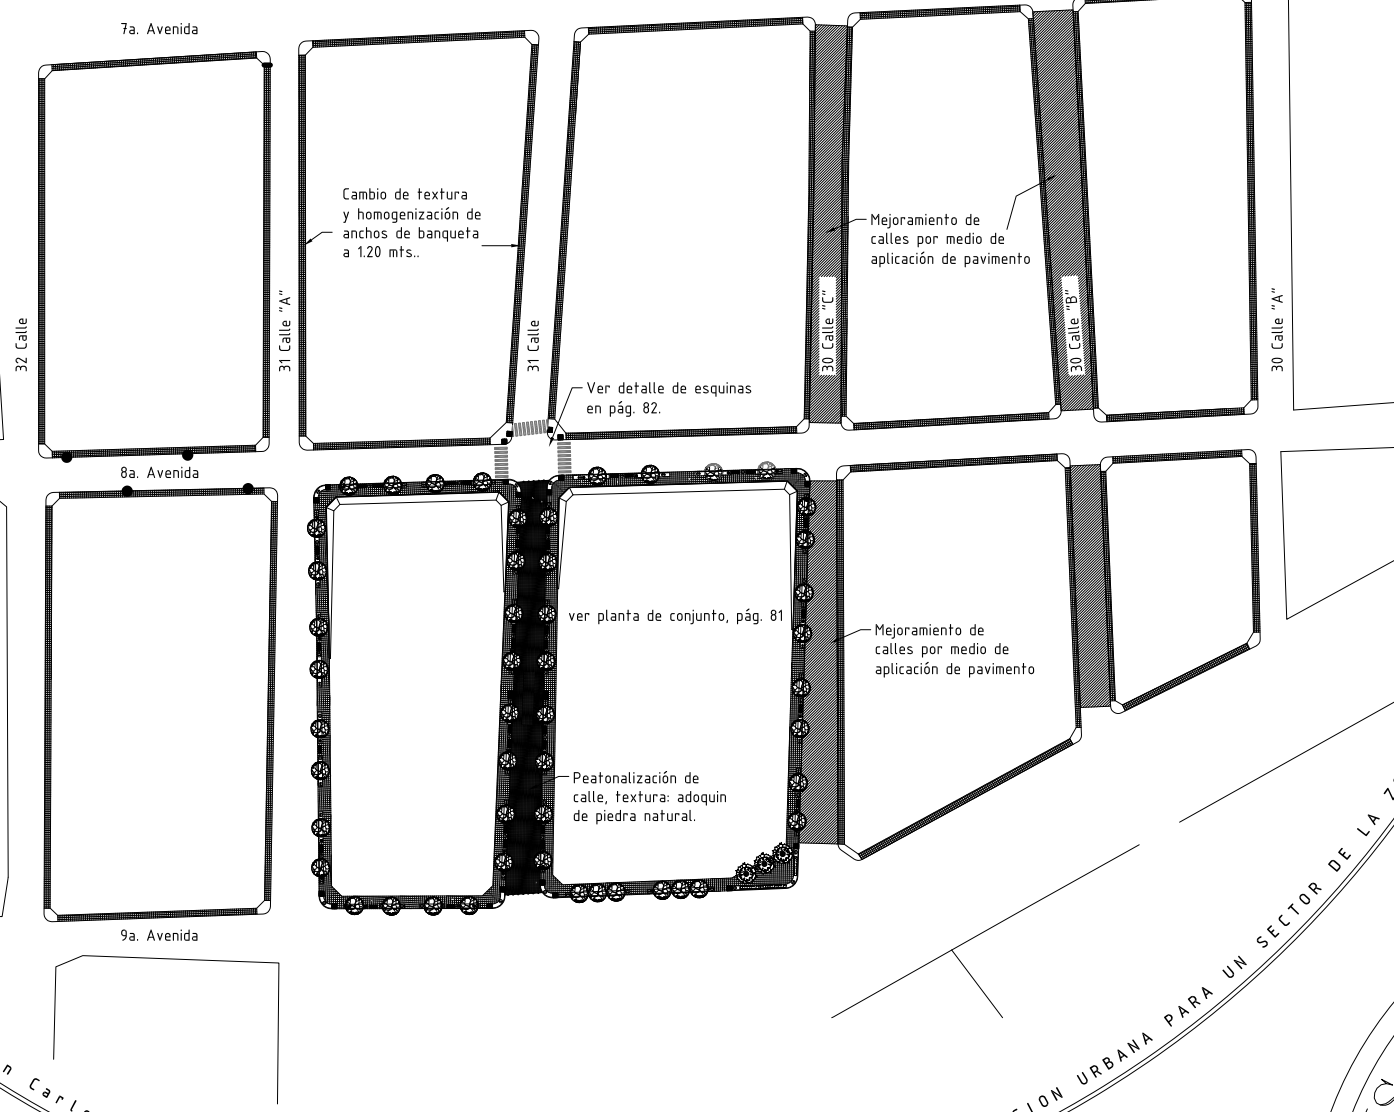 7a. Avenida
Cambio de textura
y homogenización de
anchos de banqueta
a 1.20 mts..
Mejoramiento de
calles por medio de
aplicación de pavimento
32 Calle
31 Calle "A"
31 Calle
30 Calle "C"
30 Calle "B"
30 Calle "A"
Ver detalle de esquinas
en pág. 82.
8a. Avenida
ver planta de conjunto, pág. 81
Mejoramiento de
calles por medio de
aplicación de pavimento
Peatonalización de
calle, textura: adoquin
de piedra natural.
9a. Avenida
URBANA PARA UN SECTOR DE LA